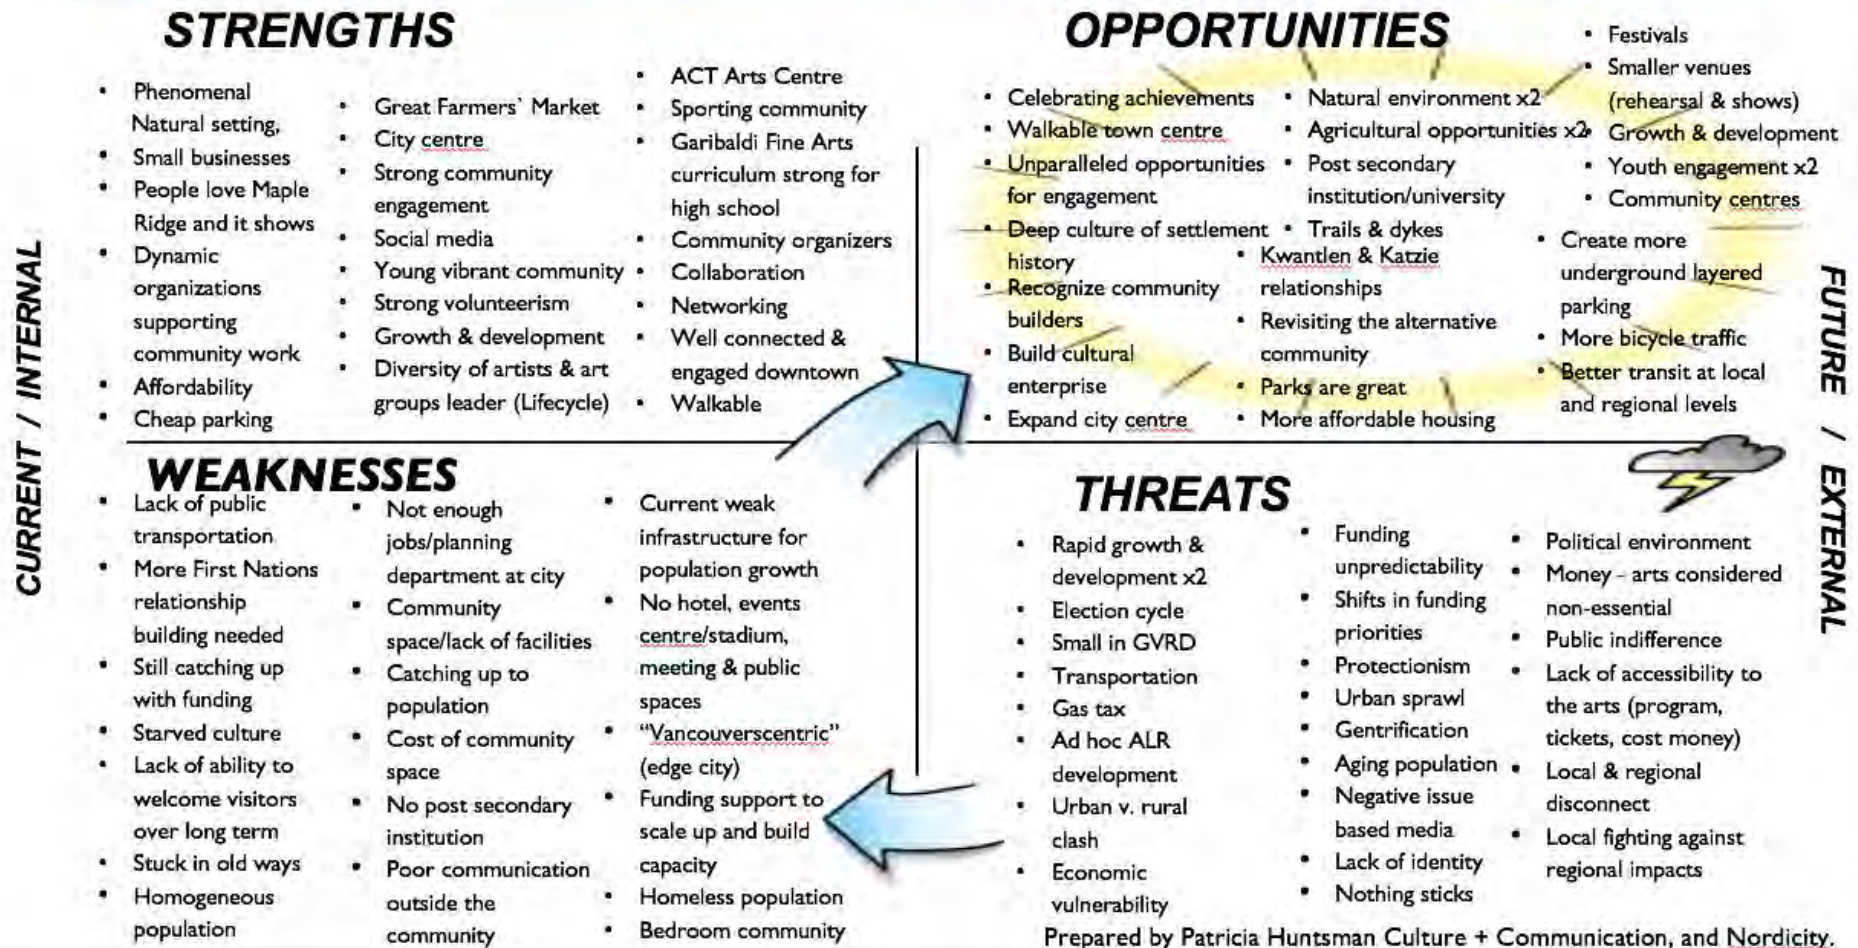 STRENGTHS
• Phenomenal
Natural setting,
• Small businesses
• People love Maple
Ridge and it shows
• Dynamic
organizations
supporting
community work
• Affordability
• Cheap parking
• Great Farmers' Market
• City centre
• Strong community
engagement
• Social media
• Young vibrant community
• Strong volunteerism
• Growth & development
• Diversity of artists & art
groups leader (Lifecycle)
• ACT Arts Centre
• Sporting community
• Garibaldi Fine Arts
curriculum strong for
high school
• Community organizers
• Collaboration
• Networking
• Well connected &
engaged downtown
• Walkable
OPPORTUNITIES
• Celebrating achievements
• Walkable town centre
• Unparalleled opportunities
for engagement
• Deep culture of settlement
history
• Recognize community
builders
• Build cultural
enterprise
• Expand city centre
• Natural environment x2
• Agricultural opportunities x2
• Post secondary
institution/university
• Trails & dykes
• Kwantlen & Katzie
relationships
• Revisiting the alternative
community
• Parks are great
• More affordable housing
• Festivals
• Smaller venues
(rehearsal & shows)
• Growth & development
• Youth engagement x2
• Community centres
• Create more
underground layered
parking
• More bicycle traffic
• Better transit at local
and regional levels
CURRENT / INTERNAL
FUTURE / EXTERNAL
WEAKNESSES
• Lack of public
transportation
• More First Nations
relationship
building needed
• Still catching up
with funding
• Starved culture
• Lack of ability to
welcome visitors
over long term
• Stuck in old ways
• Homogeneous
population
• Not enough
jobs/planning
department at city
• Community
space/lack of facilities
• Catching up to
population
• Cost of community
space
• No post secondary
institution
• Poor communication
outside the
community
• Current weak
infrastructure for
population growth
• No hotel, events
centre/stadium,
meeting & public
spaces
• "Vancouverscentric"
(edge city)
• Funding support to
scale up and build
capacity
• Homeless population
• Bedroom community
THREATS
• Rapid growth &
development x2
• Election cycle
• Small in GVRD
• Transportation
• Gas tax
• Ad hoc ALR
development
• Urban v. rural
clash
• Economic
vulnerability
• Funding
unpredictability
• Shifts in funding
priorities
• Protectionism
• Urban sprawl
• Gentrification
• Aging population
• Negative issue
based media
• Lack of identity
• Nothing sticks
• Political environment
• Money - arts considered
non-essential
• Public indifference
• Lack of accessibility to
the arts (program,
tickets, cost money)
• Local & regional
disconnect
• Local fighting against
regional impacts
Prepared by Patricia Huntsman Culture + Communication, and Nordicity.